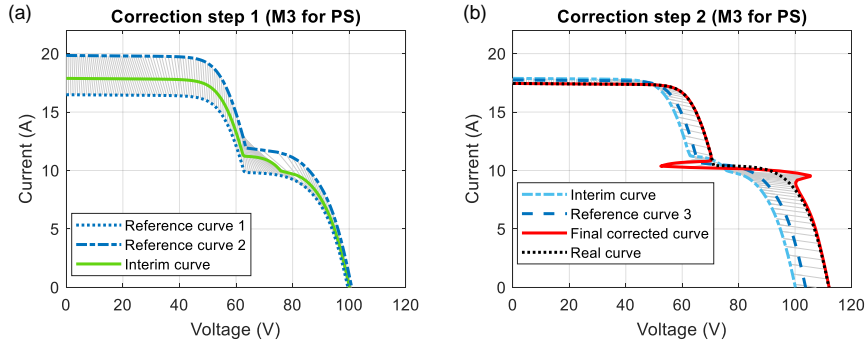 (a)
Correction step 1 (M3 for PS)
20
15
10
5
0
Current (A)
Reference curve 1
Reference curve 2
Interim curve
0 20 40 60 80 100 120
Voltage (V)
(b)
Correction step 2 (M3 for PS)
20
15
10
5
0
Current (A)
Interim curve
Reference curve 3
Final corrected curve
Real curve
0 20 40 60 80 100 120
Voltage (V)